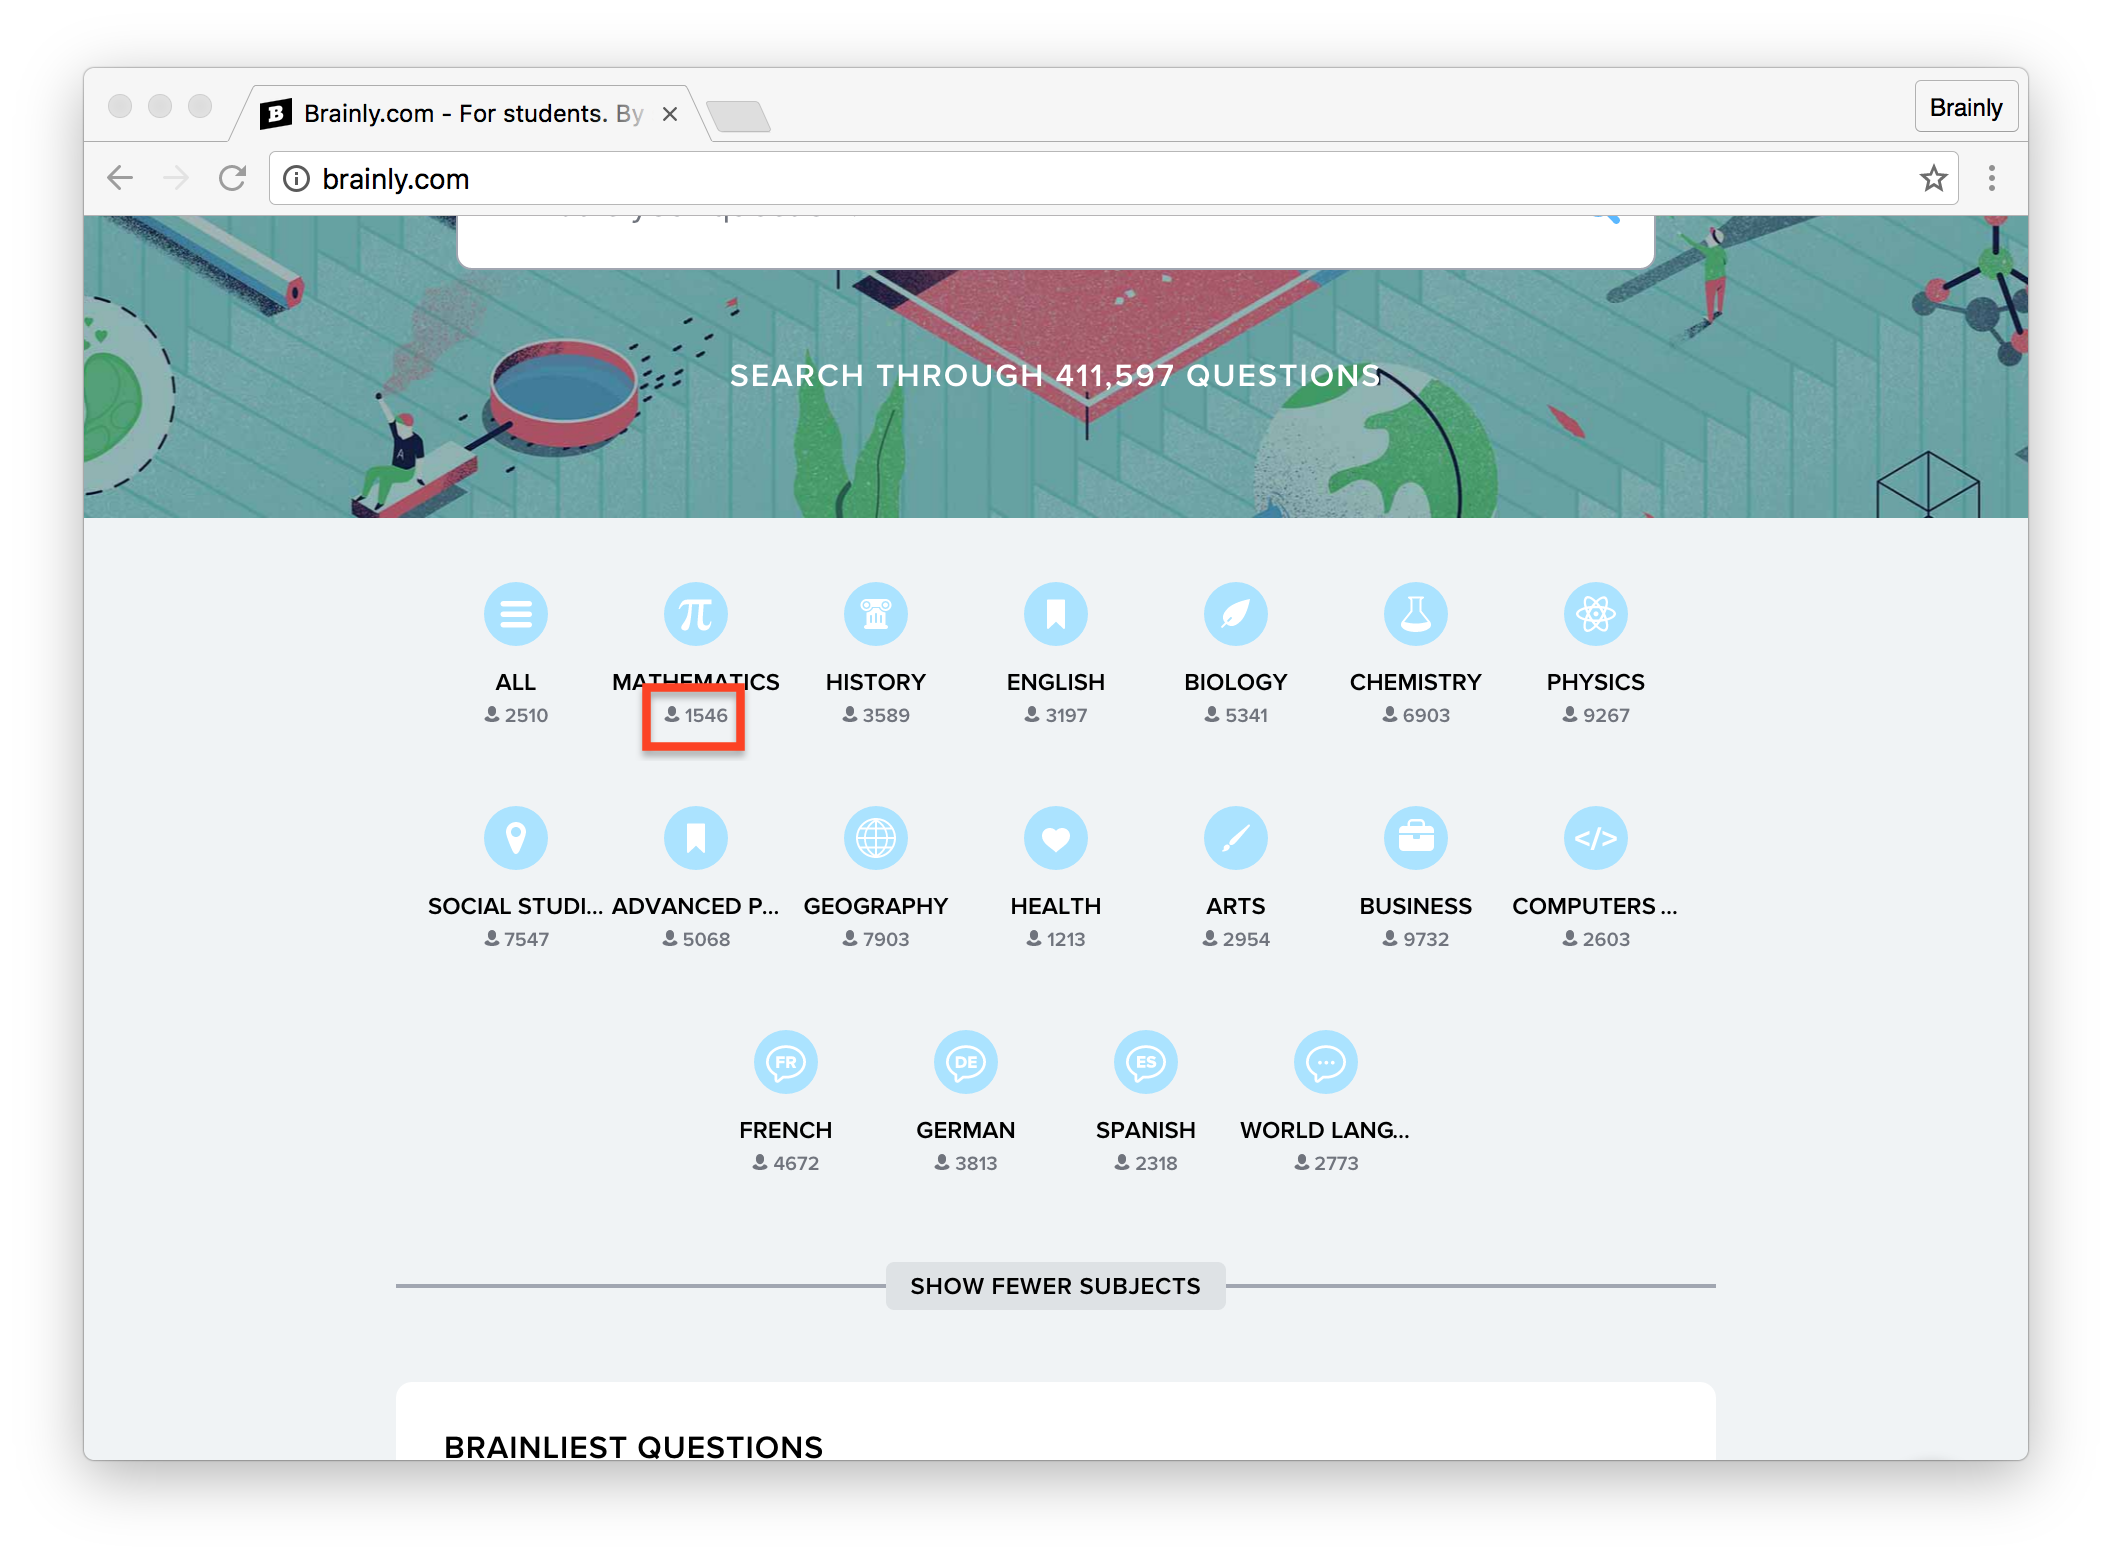 Brainly.com - For students. By
Brainly
brainly.com
SEARCH THROUGH 411,597 QUESTIONS
ALL MATHEMATICS HISTORY ENGLISH BIOLOGY CHEMISTRY PHYSICS
2510 1546 3589 3197 5341 6903 9267
SOCIAL STUDI... ADVANCED P... GEOGRAPHY HEALTH ARTS BUSINESS COMPUTERS ...
7547 5068 7903 1213 2954 9732 2603
FR DE ES
FRENCH GERMAN SPANISH WORLD LANG...
4672 3813 2318 2773
SHOW FEWER SUBJECTS
BRAINLIEST QUESTIONS